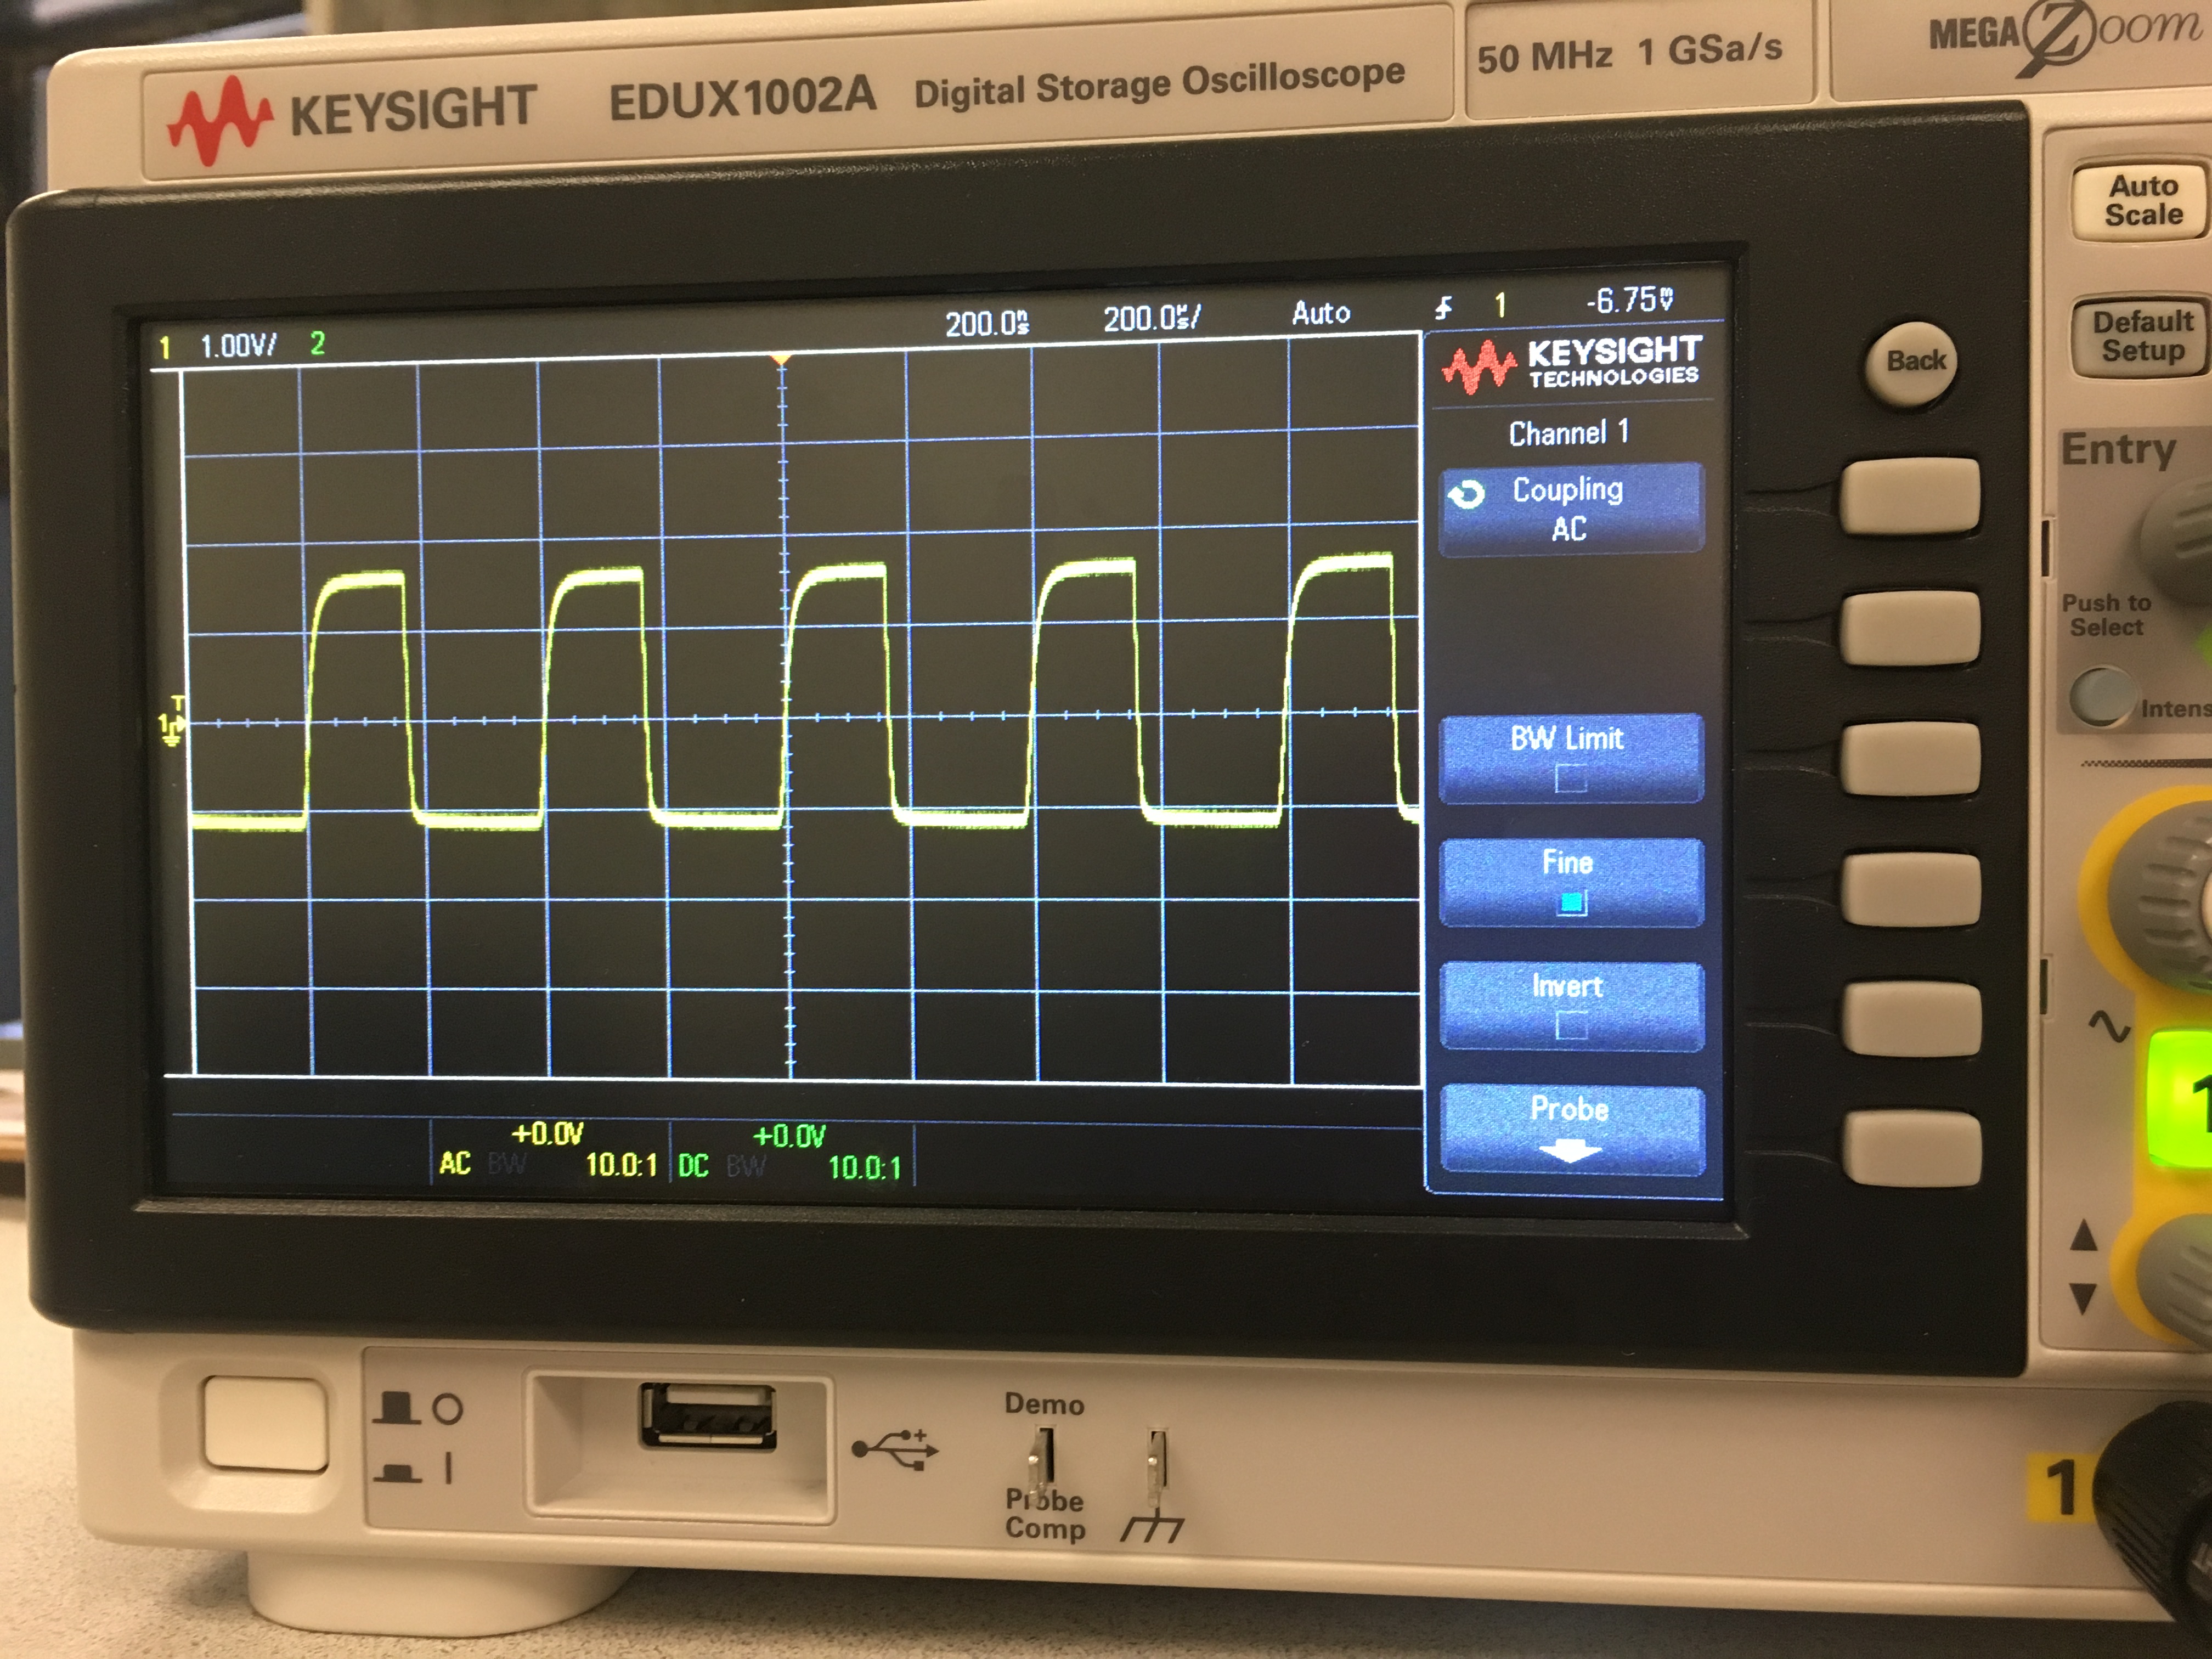 KEYSIGHT EDUX1002A Digital Storage Oscilloscope 50 MHz 1 GSa/s MEGA Zoom
Auto
Scale
Default
Setup
Back
Entry
Push to
Select
Intens
1 1.00V/ 2 200.0ns 200.0µs/ Auto 1 -6.75mV
KEYSIGHT
TECHNOLOGIES
Channel 1
Coupling
AC
BW Limit
Fine
Invert
Probe
T
1
+0.0V
AC BW 10.0:1
+0.0V
DC BW 10.0:1
1
Demo
Probe
Comp
1